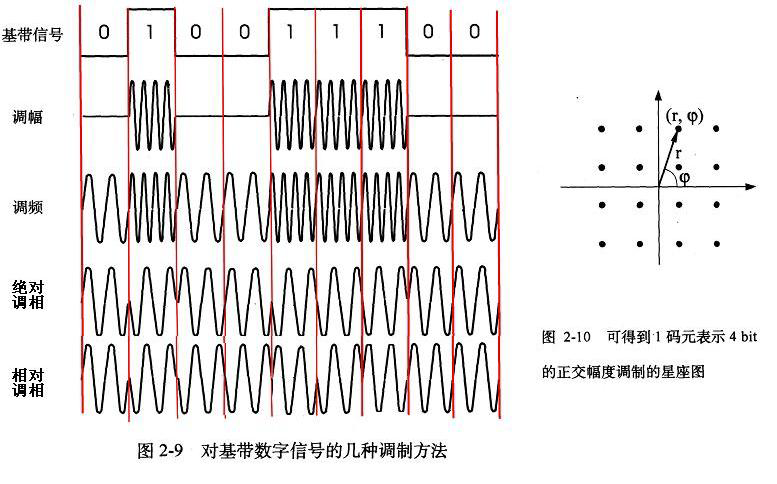 基带信号
0 1 0 0 1 1 1 0 0
调幅
调频
绝对
调相
相对
调相
图 2-9 对基带数字信号的几种调制方法
(r, φ)
r
φ
图 2-10 可得到1码元表示 4 bit
的正交幅度调制的星座图